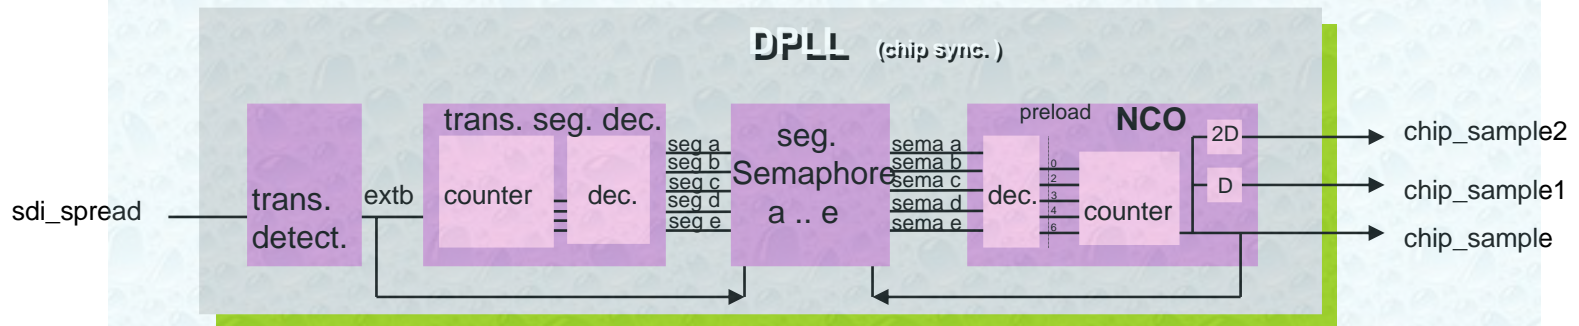 DPLL (chip sync. )
sdi_spread
trans.
detect.
extb
trans. seg. dec.
counter
dec.
seg a
seg b
seg c
seg d
seg e
seg.
Semaphore
a .. e
sema a
sema b
sema c
sema d
sema e
preload
NCO
dec.
0
2
3
4
6
counter
2D
D
chip_sample2
chip_sample1
chip_sample